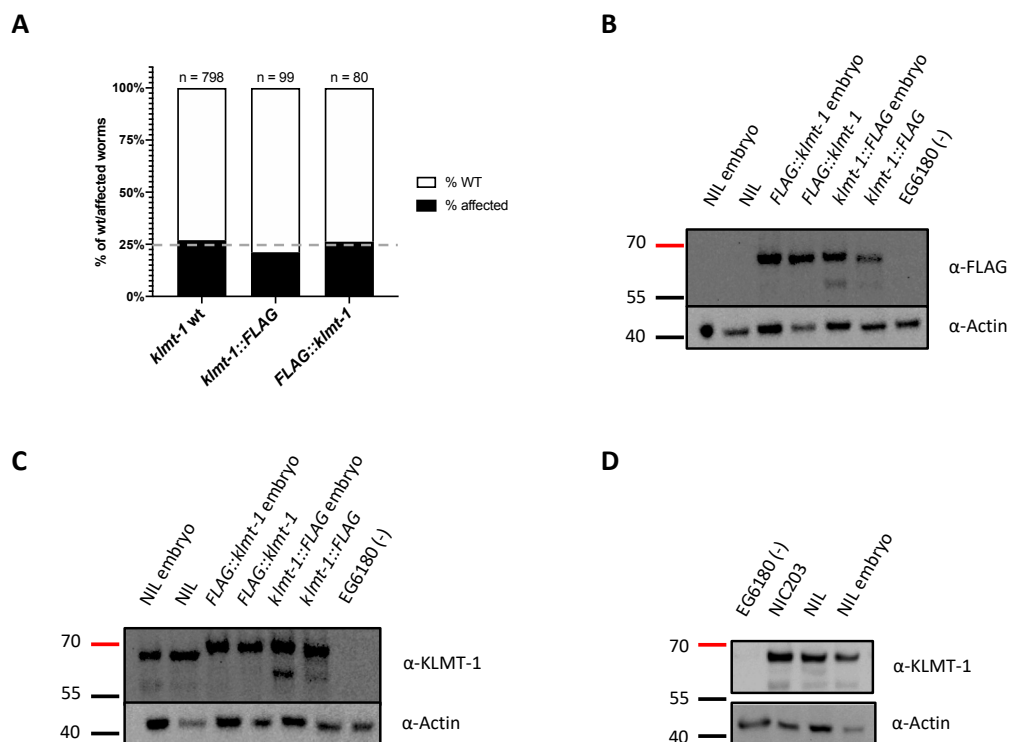 A
n = 798 n = 99 n = 80
100%
75%
50%
25%
0%
% of wt/affected worms
klmt-1 wt
klmt-1::FLAG
FLAG::klmt-1
% WT
% affected
B
NIL embryo
NIL
FLAG::klmt-1 embryo
FLAG::klmt-1
klmt-1::FLAG embryo
klmt-1::FLAG
EG6180 (-)
70
55
40
α-FLAG
α-Actin
C
NIL embryo
NIL
FLAG::klmt-1 embryo
FLAG::klmt-1
klmt-1::FLAG embryo
klmt-1::FLAG
EG6180 (-)
70
55
40
α-KLMT-1
α-Actin
D
EG6180 (-)
NIC203
NIL
NIL embryo
70
55
40
α-KLMT-1
α-Actin